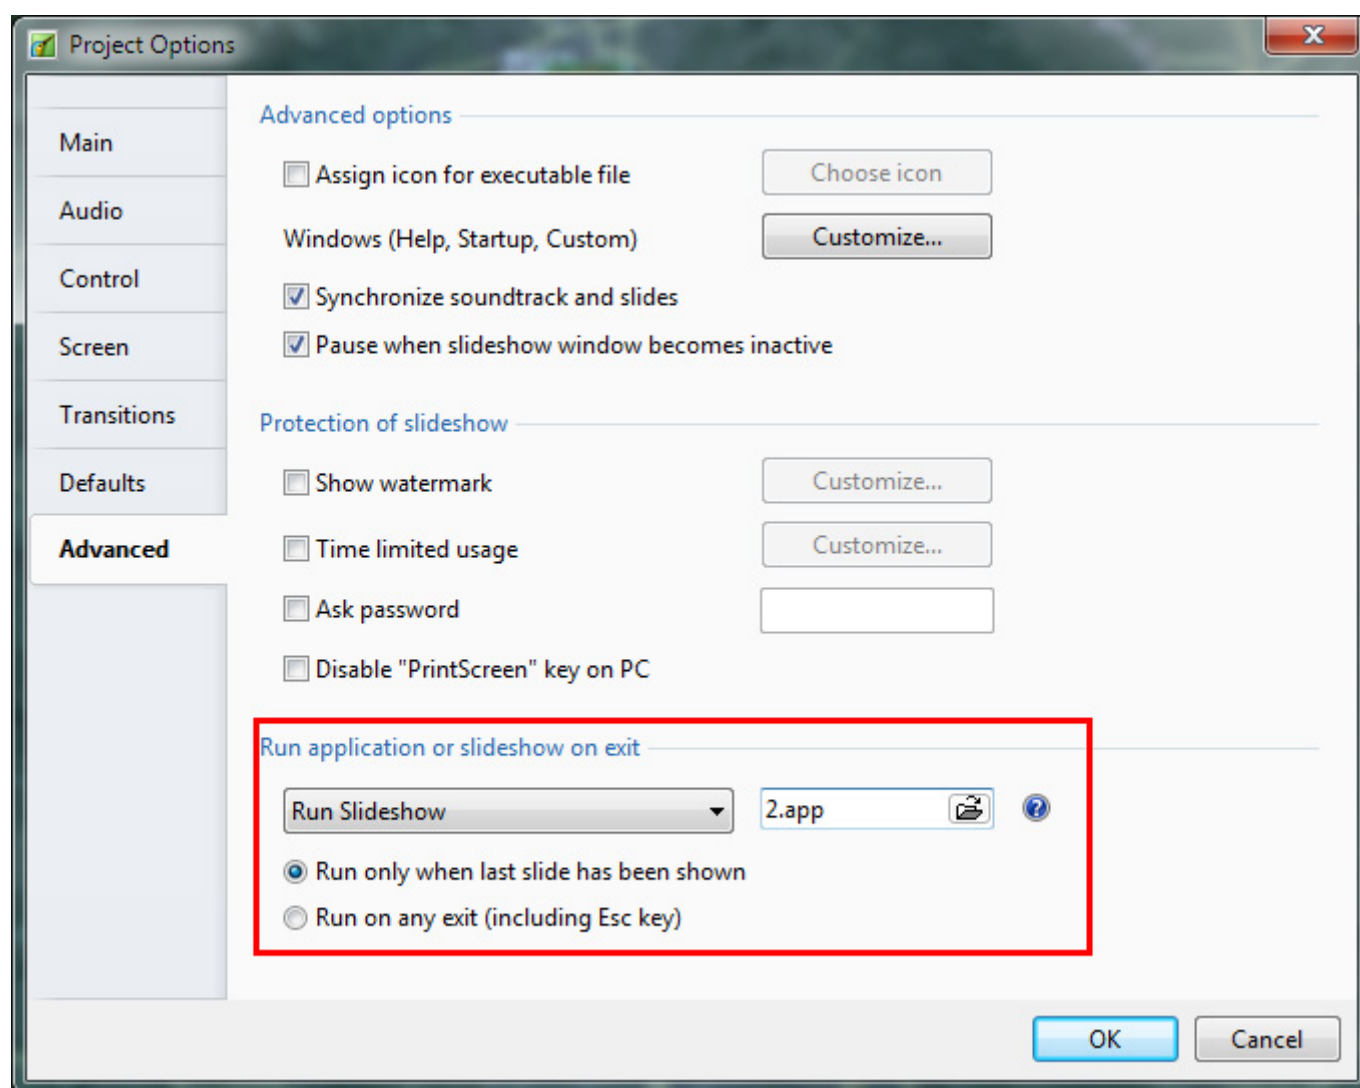 Project Options
Main
Audio
Control
Screen
Transitions
Defaults
Advanced
Advanced options
Assign icon for executable file Choose icon
Windows (Help, Startup, Custom) Customize...
Synchronize soundtrack and slides
Pause when slideshow window becomes inactive
Protection of slideshow
Show watermark Customize...
Time limited usage Customize...
Ask password
Disable "PrintScreen" key on PC
Run application or slideshow on exit
Run Slideshow 2.app ?
Run only when last slide has been shown
Run on any exit (including Esc key)
OK Cancel